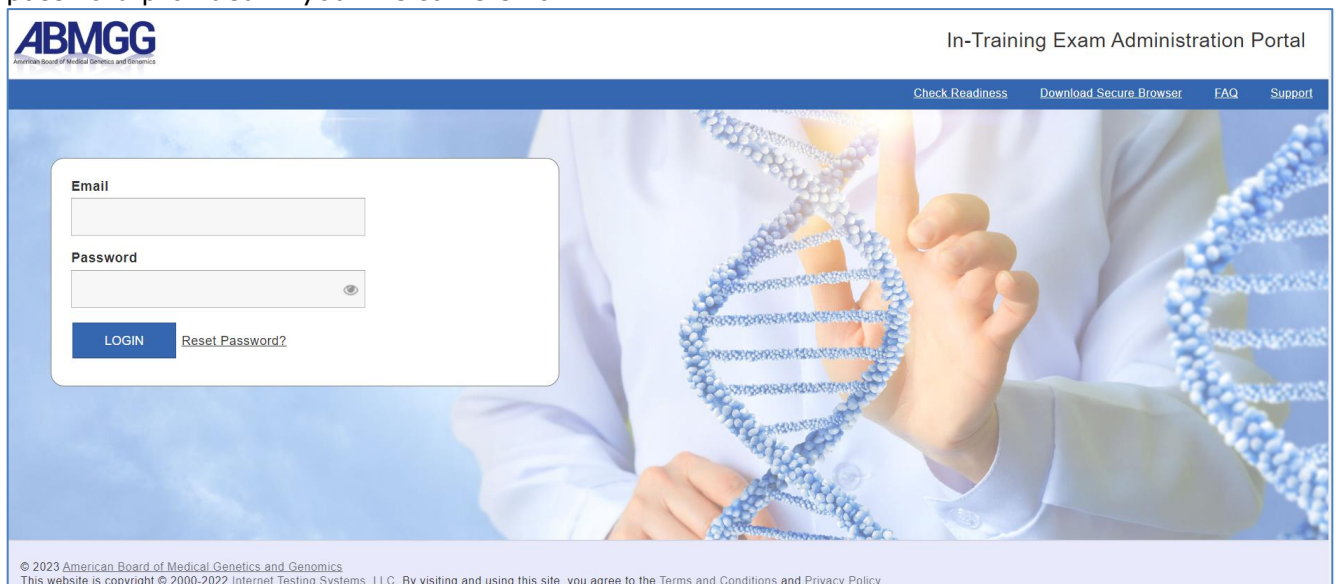 ABMGG
American Board of Medical Genetics and Genomics
In-Training Exam Administration Portal
Check Readiness Download Secure Browser FAQ Support
Email
Password
LOGIN Reset Password?
© 2023 American Board of Medical Genetics and Genomics
This website is copyright © 2000-2022 Internet Testing Systems, LLC. By visiting and using this site, you agree to the Terms and Conditions and Privacy Policy